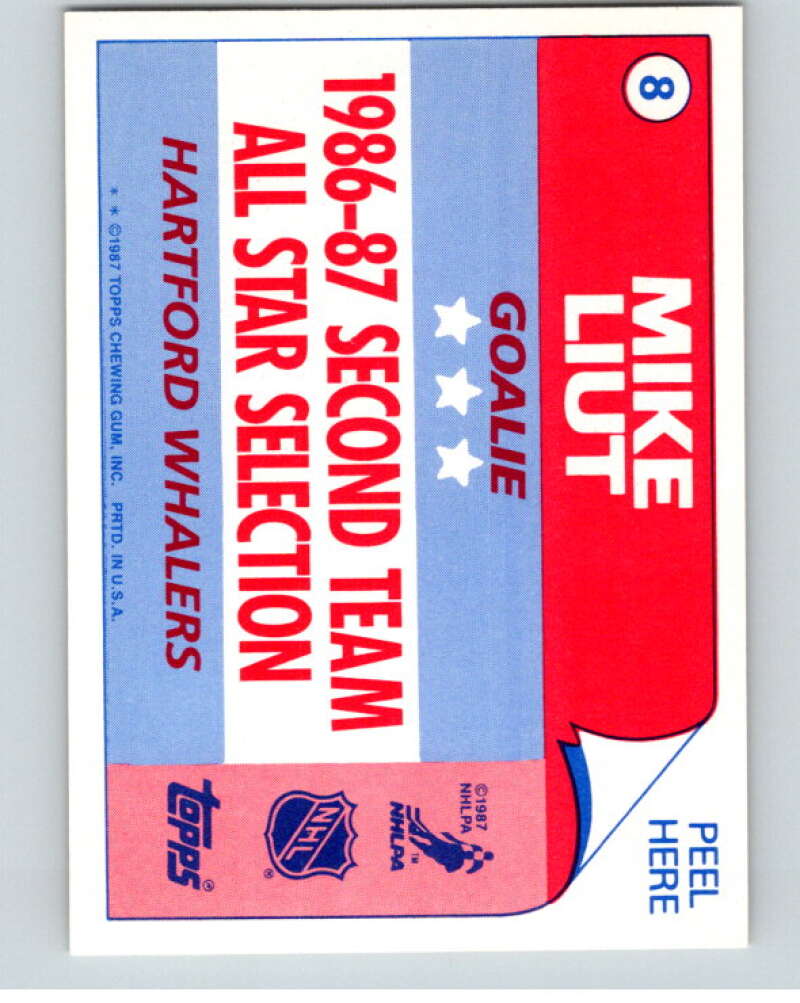 8
MIKE
LIUT
GOALIE
1986-87 SECOND TEAM
ALL STAR SELECTION
HARTFORD WHALERS
* * ©1987 TOPPS CHEWING GUM, INC. PRTD. IN U.S.A.
PEEL
HERE
©1987
NHLPA
NHLPA™
NHL®
topps®